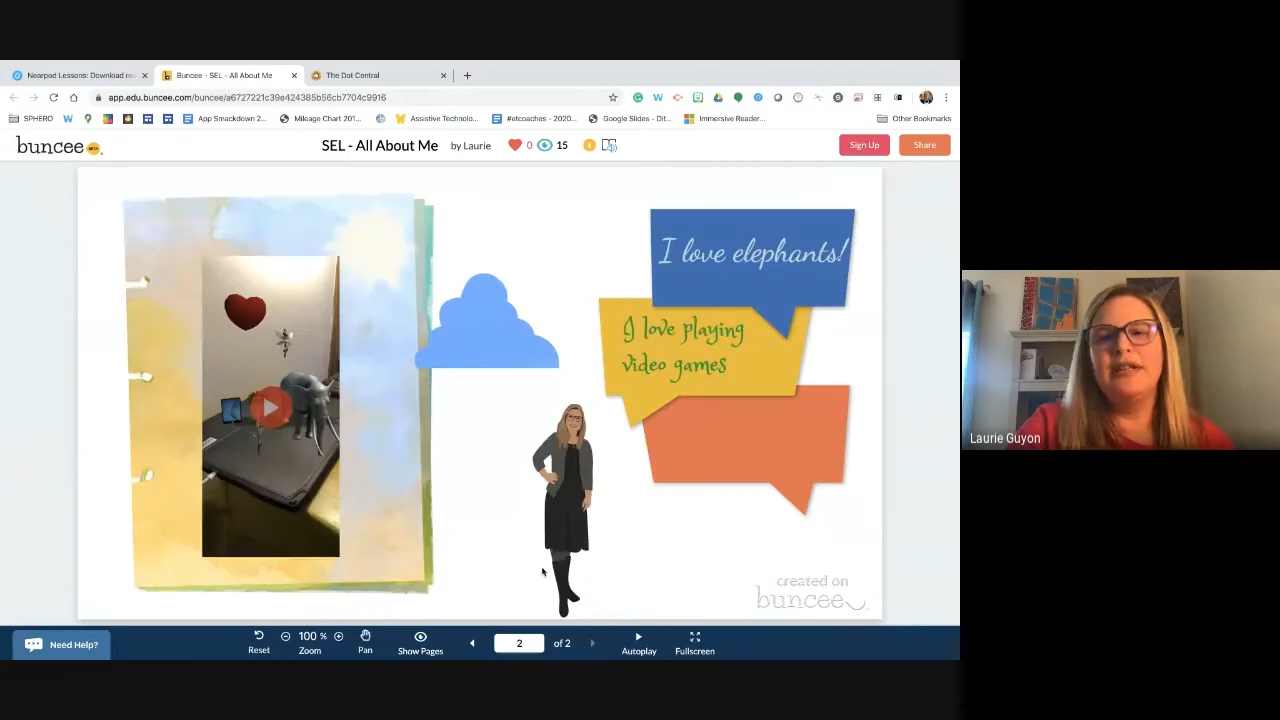 Nearpod Lessons: Download rea
Buncee - SEL - All About Me
The Dot Central
app.edu.buncee.com/buncee/a6727221c39e424385b56cb7704c9916
SPHERO
App Smackdown 2...
Mileage Chart 201...
Assistive Technolo...
#etcoaches - 2020...
Google Slides - Dit...
Immersive Reader...
Other Bookmarks
buncee
SEL - All About Me
by Laurie
0
15
Sign Up
Share
I love elephants!
I love playing
video games
Laurie Guyon
created on
buncee
Need Help?
Reset
100 %
Zoom
Pan
Show Pages
2
of 2
Autoplay
Fullscreen